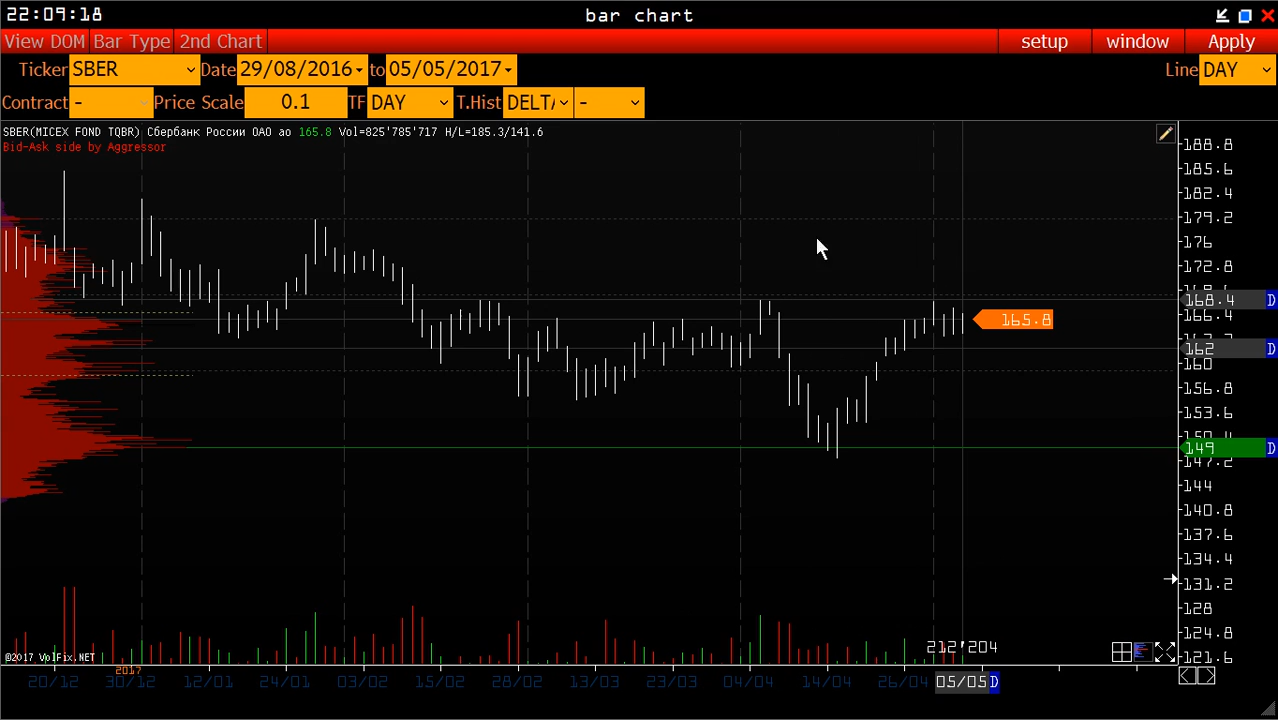 22:09:18 bar chart
View DOM Bar Type 2nd Chart setup window Apply
Ticker SBER Date 29/08/2016 to 05/05/2017 Line DAY
Contract - Price Scale 0.1 TF DAY T.Hist DELTA -
SBER(MICEX FOND TQBR) Сбербанк России ОАО ао 165.8 Vol=825'785'717 H/L=185.3/141.6
Bid-Ask side by Aggressor
188.8
185.6
182.4
179.2
176
172.8
168.4 D
166.4
165.8
162 D
160
156.8
153.6
149 D
147.2
144
140.8
137.6
134.4
131.2
128
124.8
121.6
212'204
©2017 VolFix.NET
2017
20/12 30/12 12/01 24/01 03/02 15/02 28/02 13/03 23/03 04/04 14/04 26/04 05/05 D